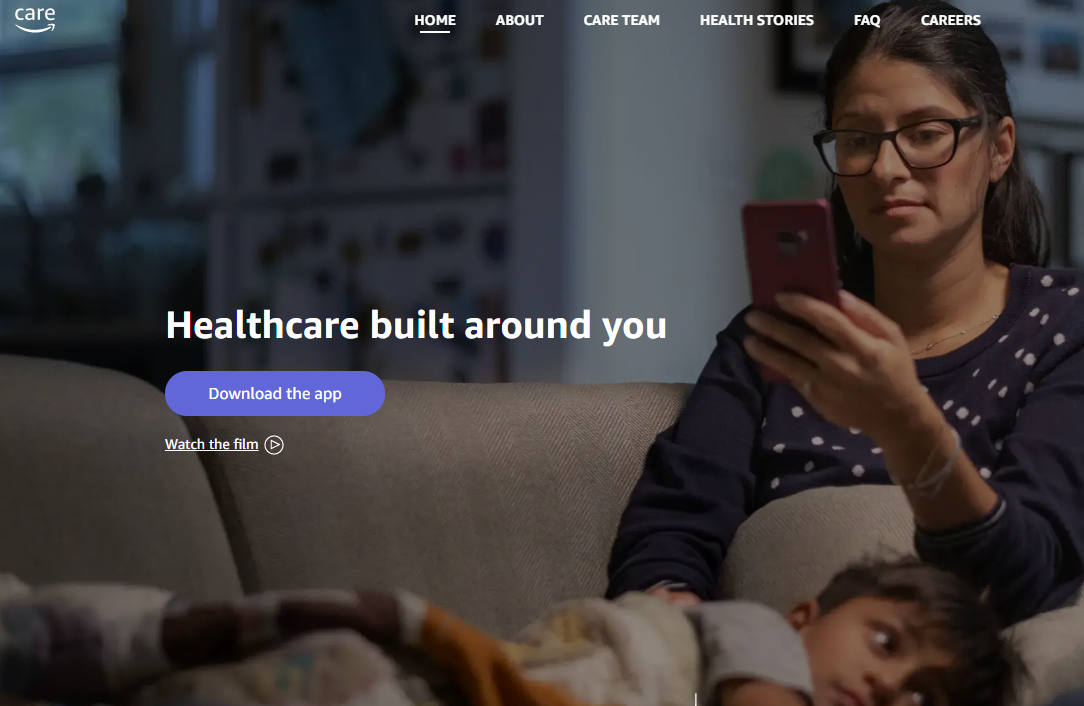 care
HOME ABOUT CARE TEAM HEALTH STORIES FAQ CAREERS
Healthcare built around you
Download the app
Watch the film